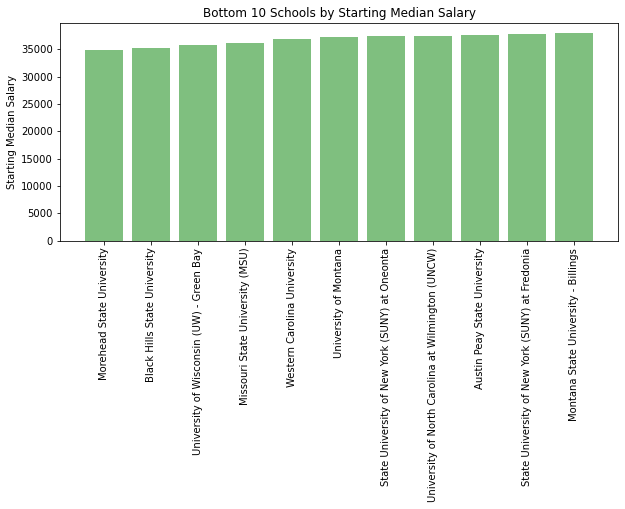 Bottom 10 Schools by Starting Median Salary
Starting Median Salary
35000
30000
25000
20000
15000
10000
5000
0
Morehead State University
Black Hills State University
University of Wisconsin (UW) - Green Bay
Missouri State University (MSU)
Western Carolina University
University of Montana
State University of New York (SUNY) at Oneonta
University of North Carolina at Wilmington (UNCW)
Austin Peay State University
State University of New York (SUNY) at Fredonia
Montana State University - Billings